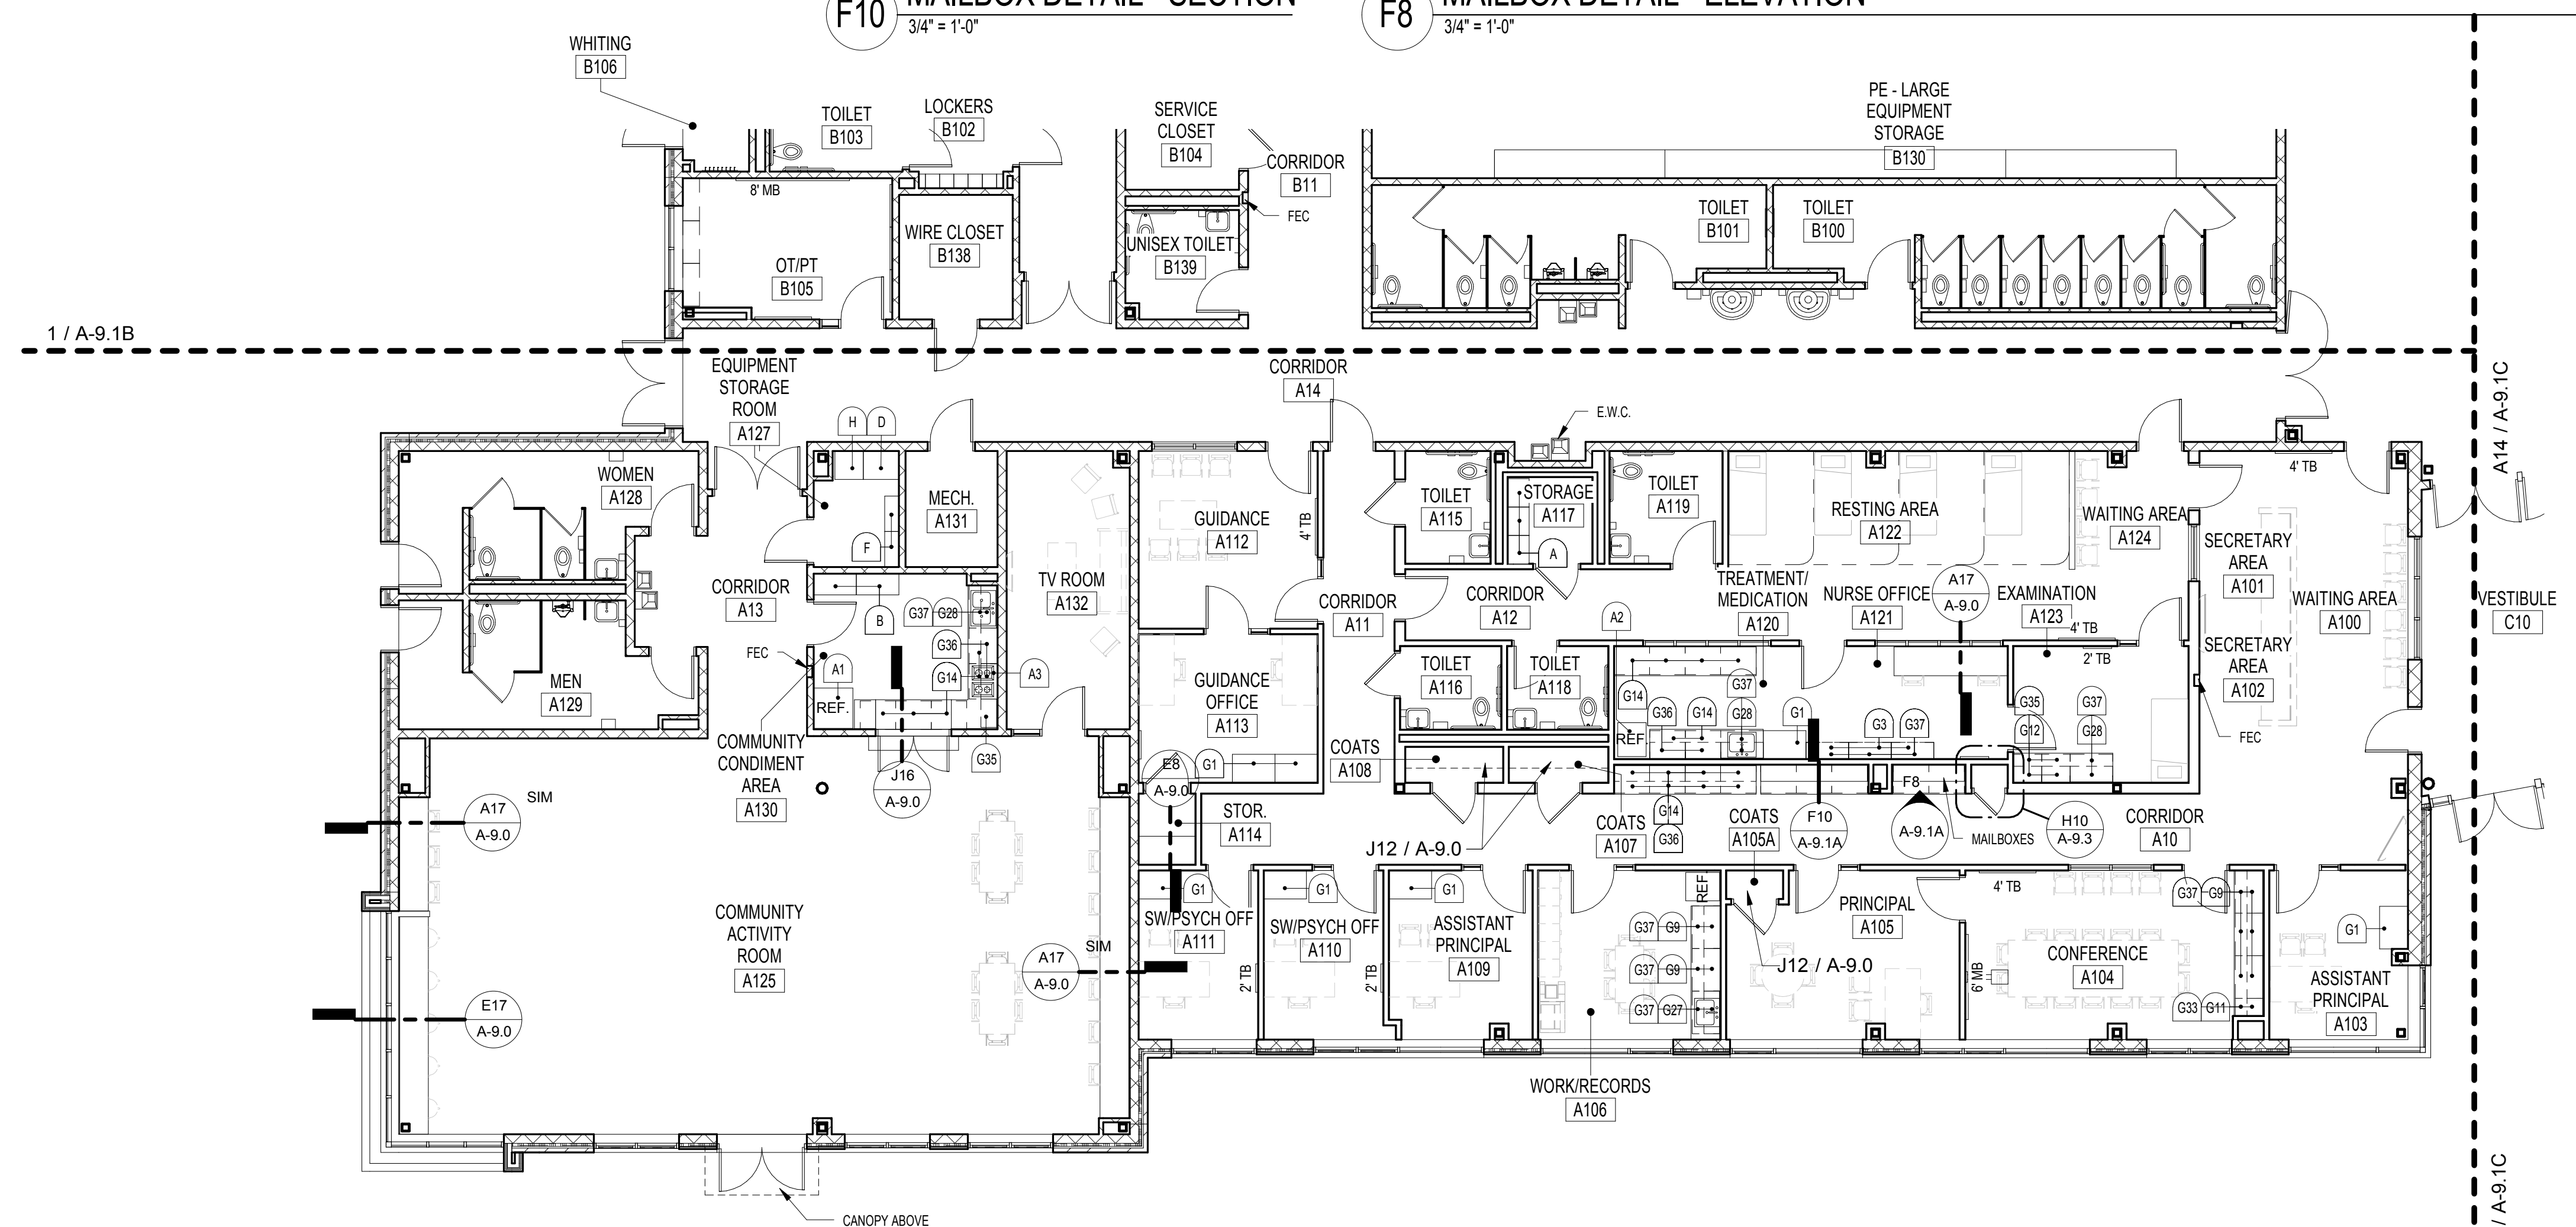 F10
MAILBOX DETAIL - SECTION
3/4" = 1'-0"
F8
MAILBOX DETAIL - ELEVATION
3/4" = 1'-0"
WHITING
B106
TOILET
B103
LOCKERS
B102
SERVICE
CLOSET
B104
CORRIDOR
B11
FEC
PE - LARGE
EQUIPMENT
STORAGE
B130
8' MB
OT/PT
B105
WIRE CLOSET
B138
UNISEX TOILET
B139
TOILET
B101
TOILET
B100
1 / A-9.1B
A14 / A-9.1C
EQUIPMENT
STORAGE
ROOM
A127
H
D
F
CORRIDOR
A14
E.W.C.
WOMEN
A128
MECH.
A131
GUIDANCE
A112
4' TB
TOILET
A115
STORAGE
A117
A
TOILET
A119
RESTING AREA
A122
WAITING AREA
A124
4' TB
SECRETARY
AREA
A101
WAITING AREA
A100
VESTIBULE
C10
CORRIDOR
A13
B
G37
G28
G36
G14
A3
TV ROOM
A132
CORRIDOR
A11
CORRIDOR
A12
A2
TREATMENT/
MEDICATION
A120
NURSE OFFICE
A121
A17
A-9.0
EXAMINATION
A123
4' TB
2' TB
SECRETARY
AREA
A102
FEC
FEC
A1
REF.
MEN
A129
GUIDANCE
OFFICE
A113
G1
TOILET
A116
TOILET
A118
G14
G36
G14
G37
G28
G1
G3
G37
REF.
G35
G12
G37
G28
COMMUNITY
CONDIMENT
AREA
A130
J16
A-9.0
G35
E8
A-9.0
COATS
A108
STOR.
A114
J12 / A-9.0
COATS
A107
G14
G36
COATS
A105A
F10
A-9.1A
F8
A-9.1A
MAILBOXES
H10
A-9.3
CORRIDOR
A10
A17
A-9.0
SIM
COMMUNITY
ACTIVITY
ROOM
A125
A17
A-9.0
SIM
E17
A-9.0
G1
SW/PSYCH OFF
A111
2' TB
G1
SW/PSYCH OFF
A110
2' TB
G1
ASSISTANT
PRINCIPAL
A109
REF.
G37
G9
G37
G9
G37
G27
PRINCIPAL
A105
J12 / A-9.0
6' MB
4' TB
CONFERENCE
A104
G37
G9
G33
G11
G1
ASSISTANT
PRINCIPAL
A103
WORK/RECORDS
A106
CANOPY ABOVE
/ A-9.1C